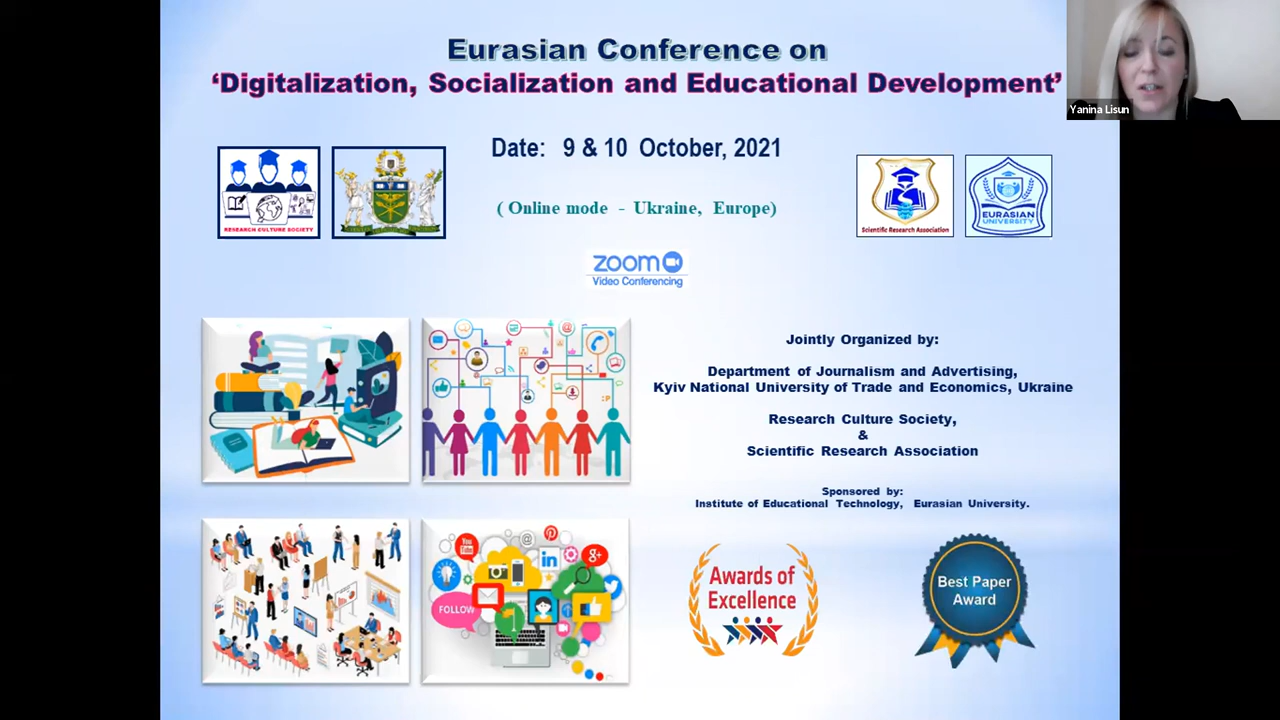 Eurasian Conference on
‘Digitalization, Socialization and Educational Development’
Yanina Lisun
Date: 9 & 10 October, 2021
( Online mode - Ukraine, Europe)
RESEARCH CULTURE SOCIETY
Scientific Research Association
EURASIAN
UNIVERSITY
zoom
Video Conferencing
Jointly Organized by:
Department of Journalism and Advertising,
Kyiv National University of Trade and Economics, Ukraine
Research Culture Society,
&
Scientific Research Association
Sponsored by:
Institute of Educational Technology, Eurasian University.
You
Tube
@
in
g+
FOLLOW
Awards of
Excellence
Best Paper
Award